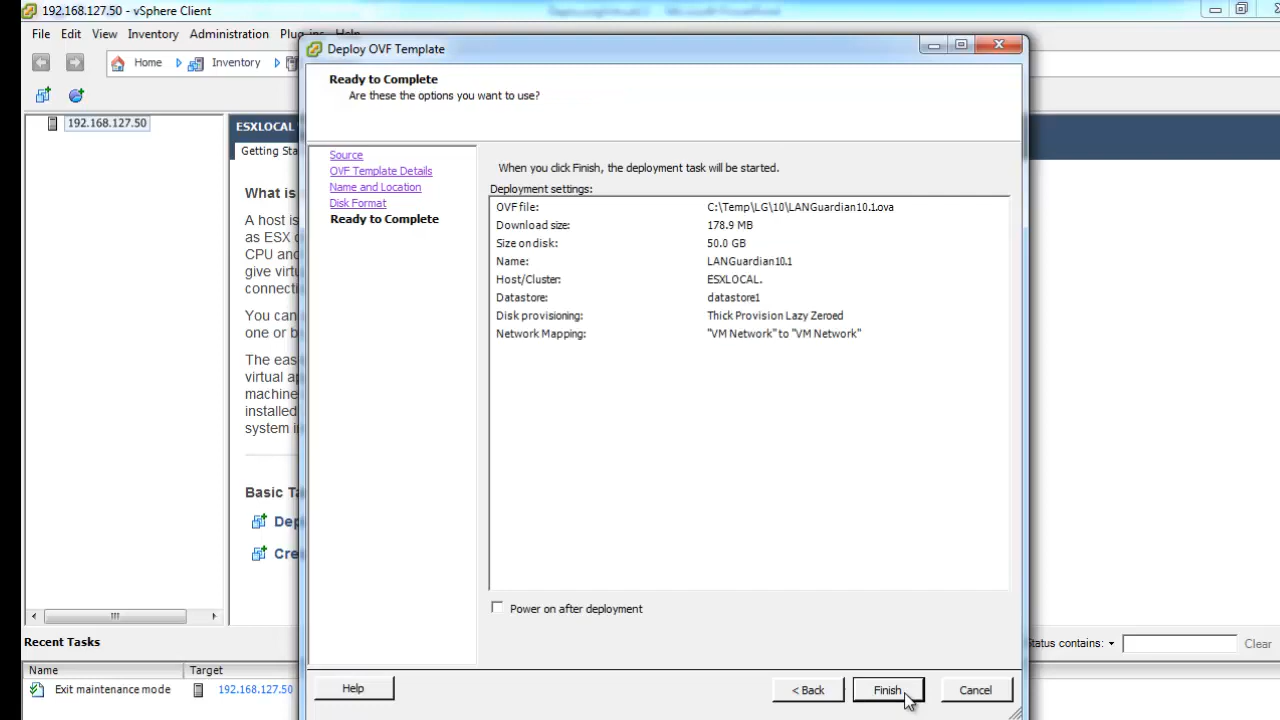 192.168.127.50 - vSphere Client
File Edit View Inventory Administration Plug-ins Help
Home Inventory
192.168.127.50
ESXLOCAL
Getting Sta
What is
A host is
as ESX
CPU and
give virtu
connecti
You can
one or b
The eas
virtual a
machine
installed
system i
Basic Ta
Dep
Cre
Deploy OVF Template
Ready to Complete
Are these the options you want to use?
Source
OVF Template Details
Name and Location
Disk Format
Ready to Complete
When you click Finish, the deployment task will be started.
Deployment settings:
OVF file: C:\Temp\LG\10\LANGuardian10.1.ova
Download size: 178.9 MB
Size on disk: 50.0 GB
Name: LANGuardian10.1
Host/Cluster: ESXLOCAL.
Datastore: datastore1
Disk provisioning: Thick Provision Lazy Zeroed
Network Mapping: "VM Network" to "VM Network"
Power on after deployment
Help < Back Finish Cancel
Recent Tasks
Status contains: Clear
Name Target
Exit maintenance mode 192.168.127.50